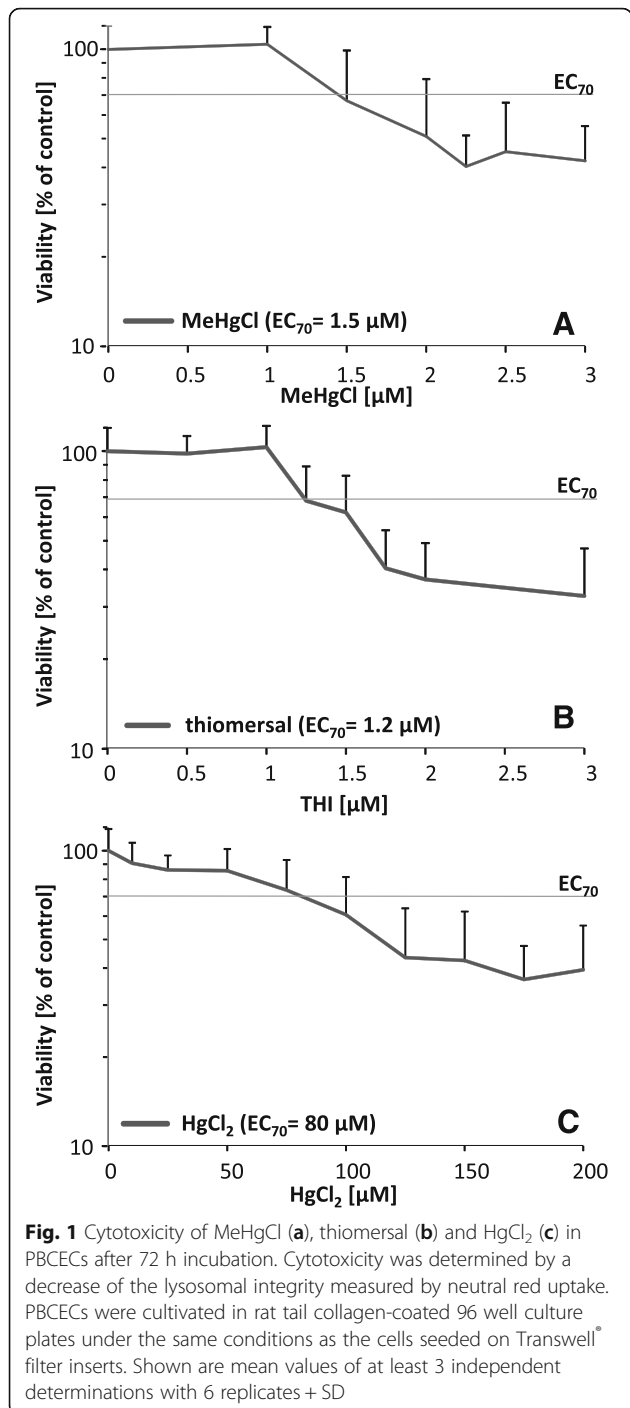 100
Viability [% of control]
EC70
MeHgCl (EC70= 1.5 µM)
A
10
0 0.5 1 1.5 2 2.5 3
MeHgCl [µM]
100
Viability [% of control]
EC70
thiomersal (EC70= 1.2 µM)
B
10
0 0.5 1 1.5 2 2.5 3
THI [µM]
100
Viability [% of control]
EC70
HgCl2 (EC70= 80 µM)
C
10
0 50 100 150 200
HgCl2 [µM]
Fig. 1 Cytotoxicity of MeHgCl (a), thiomersal (b) and HgCl2 (c) in
PBCECs after 72 h incubation. Cytotoxicity was determined by a
decrease of the lysosomal integrity measured by neutral red uptake.
PBCECs were cultivated in rat tail collagen-coated 96 well culture
plates under the same conditions as the cells seeded on Transwell®
filter inserts. Shown are mean values of at least 3 independent
determinations with 6 replicates + SD